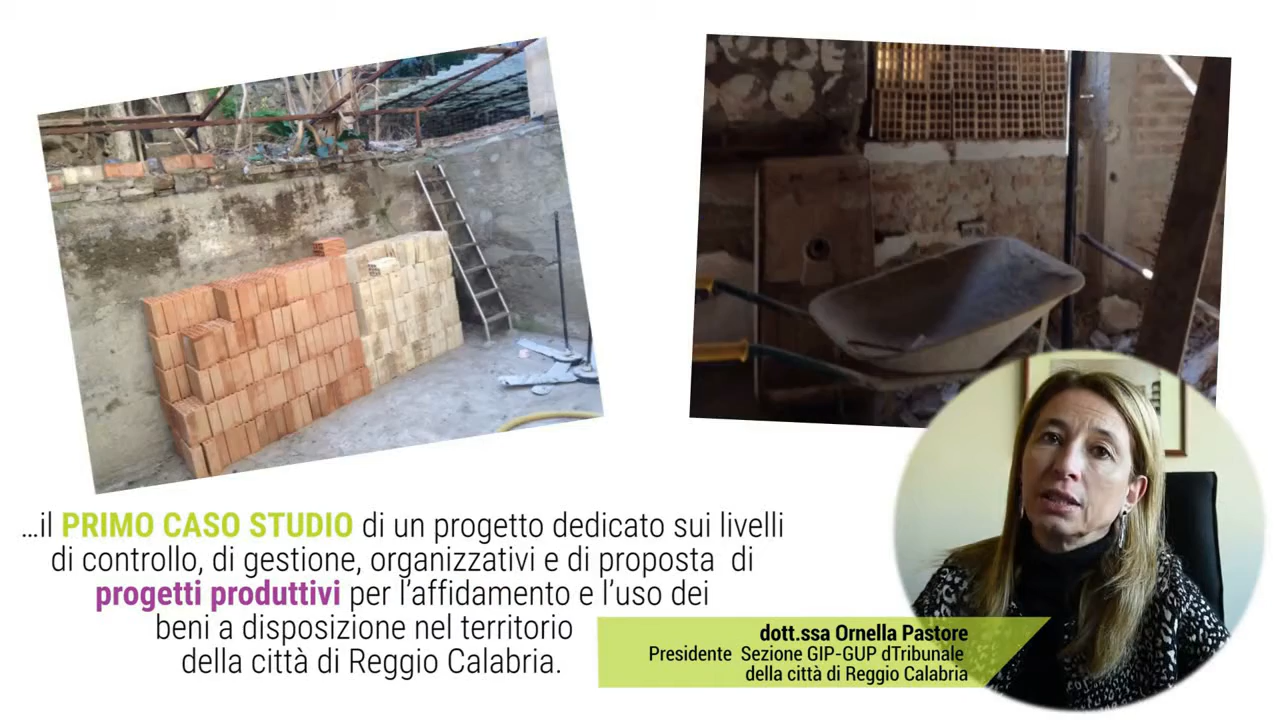 ...il PRIMO CASO STUDIO di un progetto dedicato sui livelli
di controllo, di gestione, organizzativi e di proposta di
progetti produttivi per l'affidamento e l'uso dei
beni a disposizione nel territorio
della città di Reggio Calabria.
dott.ssa Ornella Pastore
Presidente Sezione GIP-GUP dTribunale
della città di Reggio Calabria